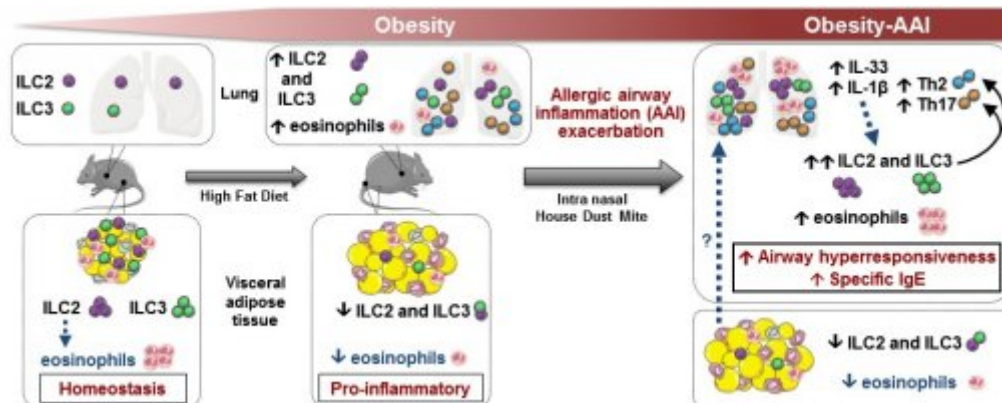 Obesity
Obesity-AAI
ILC2
ILC3
Lung
↑ ILC2
and
ILC3
↑ eosinophils
Allergic airway
inflammation (AAI)
exacerbation
↑ IL-33
↑ IL-1β
↑ Th2
↑ Th17
↑↑ ILC2 and ILC3
↑ eosinophils
↑ Airway hyperresponsiveness
↑ Specific IgE
High Fat Diet
Intra nasal
House Dust Mite
?
Visceral
adipose
tissue
ILC2
ILC3
eosinophils
Homeostasis
↓ ILC2 and ILC3
↓ eosinophils
Pro-inflammatory
↓ ILC2 and ILC3
↓ eosinophils